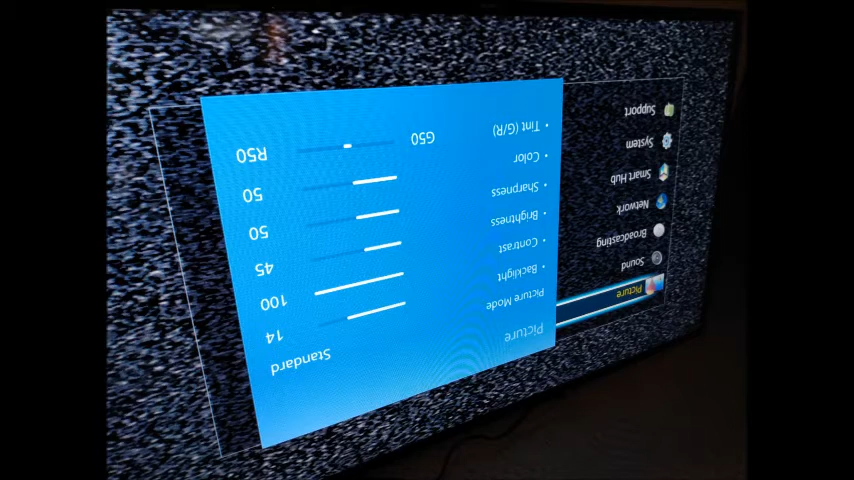 Picture
Picture Mode Standard
· Backlight 14
· Contrast 100
· Brightness 45
· Sharpness 50
· Color 50
· Tint (G/R) G50 R50
Picture
Sound
Broadcasting
Network
Smart Hub
System
Support